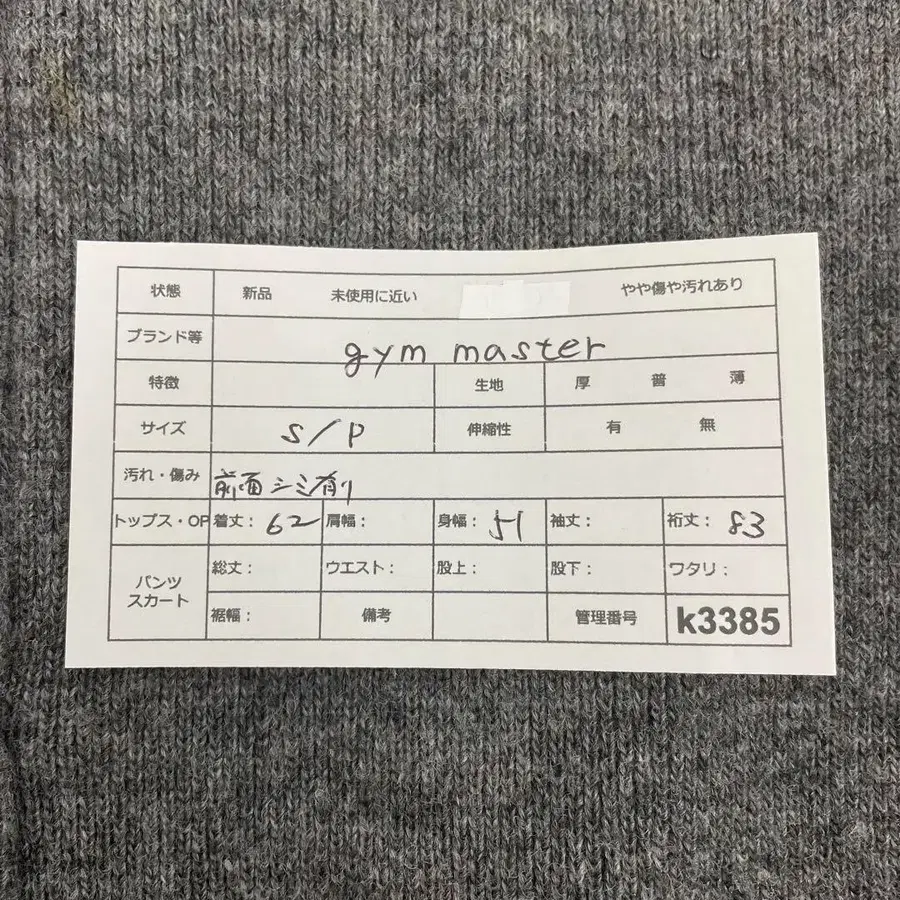 状態 新品 未使用に近い やや傷や汚れあり
ブランド等 gym master
特徴 生地 厚 普 薄
サイズ S/P 伸縮性 有 無
汚れ・傷み 前面シミ有り
トップス・OP 着丈: 62 肩幅: 身幅: 51 袖丈: 裄丈: 83
パンツ スカート 総丈: ウエスト: 股上: 股下: ワタリ:
裾幅: 備考 管理番号 k3385